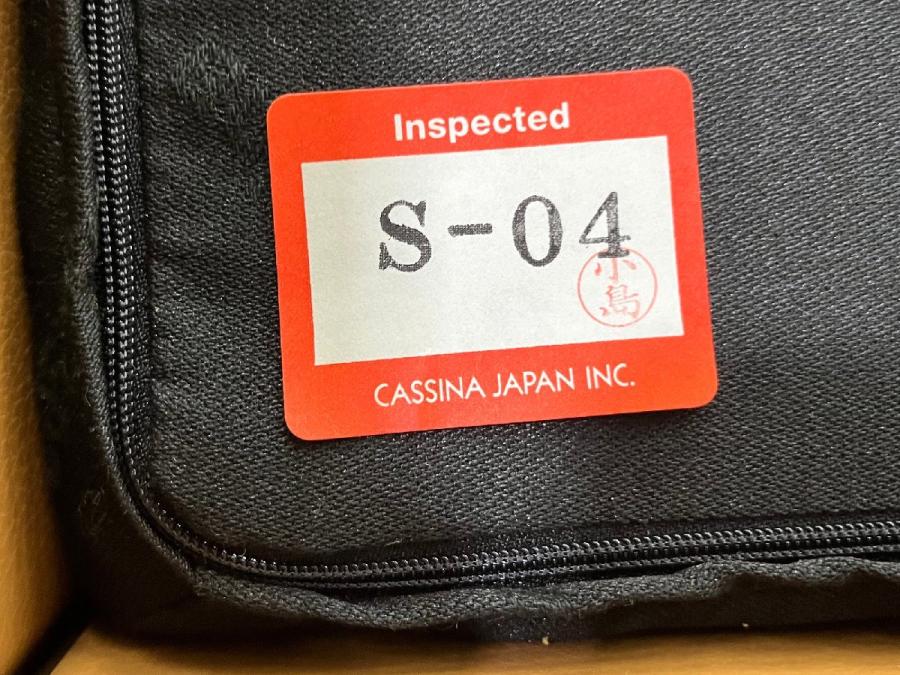 Inspected
S-04
小島
CASSINA JAPAN INC.